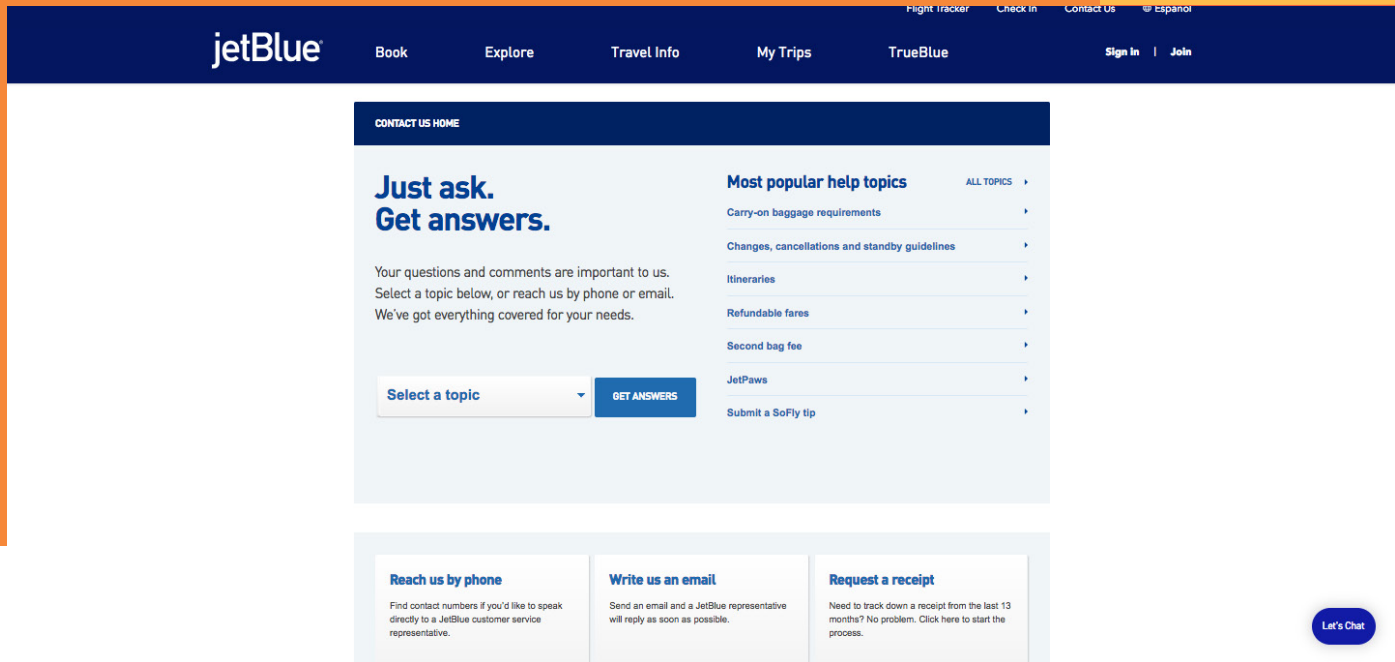 Flight Tracker Check In Contact Us Español
jetBlue
Book Explore Travel Info My Trips TrueBlue Sign In | Join
CONTACT US HOME
Just ask.
Get answers.
Your questions and comments are important to us.
Select a topic below, or reach us by phone or email.
We've got everything covered for your needs.
Select a topic
GET ANSWERS
Most popular help topics ALL TOPICS
Carry-on baggage requirements
Changes, cancellations and standby guidelines
Itineraries
Refundable fares
Second bag fee
JetPaws
Submit a SoFly tip
Reach us by phone
Find contact numbers if you'd like to speak
directly to a JetBlue customer service
representative.
Write us an email
Send an email and a JetBlue representative
will reply as soon as possible.
Request a receipt
Need to track down a receipt from the last 13
months? No problem. Click here to start the
process.
Let's Chat